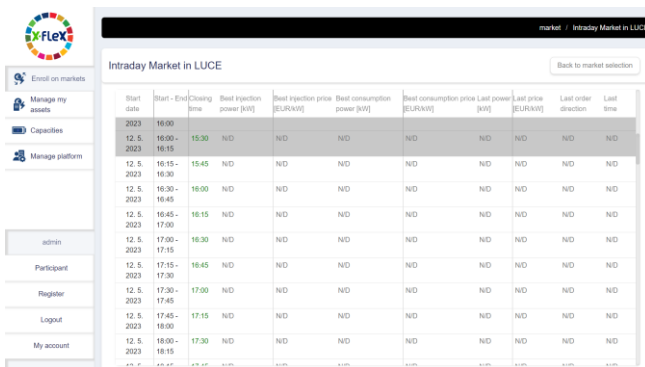 X-FLEX
market / Intraday Market in LUCE
Intraday Market in LUCE
Back to market selection
Enroll on markets
Manage my
assets
Capacities
Manage platform
admin
Participant
Register
Logout
My account
Start date Start - End Closing time Best injection power [kW] Best injection price [EUR/kW] Best consumption power [kW] Best consumption price [EUR/kW] Last power [kW] Last price [EUR/kW] Last order direction Last time
2023 16:00
12. 5. 2023 16:00 - 16:15 15:30 N/D N/D N/D N/D N/D N/D N/D N/D
12. 5. 2023 16:15 - 16:30 15:45 N/D N/D N/D N/D N/D N/D N/D N/D
12. 5. 2023 16:30 - 16:45 16:00 N/D N/D N/D N/D N/D N/D N/D N/D
12. 5. 2023 16:45 - 17:00 16:15 N/D N/D N/D N/D N/D N/D N/D N/D
12. 5. 2023 17:00 - 17:15 16:30 N/D N/D N/D N/D N/D N/D N/D N/D
12. 5. 2023 17:15 - 17:30 16:45 N/D N/D N/D N/D N/D N/D N/D N/D
12. 5. 2023 17:30 - 17:45 17:00 N/D N/D N/D N/D N/D N/D N/D N/D
12. 5. 2023 17:45 - 18:00 17:15 N/D N/D N/D N/D N/D N/D N/D N/D
12. 5. 2023 18:00 - 18:15 17:30 N/D N/D N/D N/D N/D N/D N/D N/D